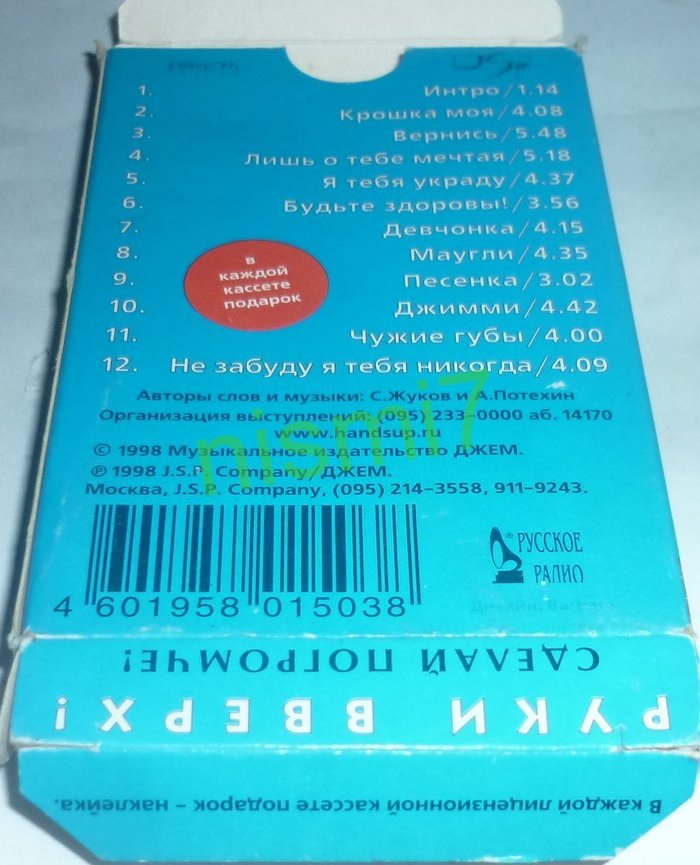 ДЖЕМ
1. Интро/1.14
2. Крошка моя/4.08
3. Вернись/5.48
4. Лишь о тебе мечтая/5.18
5. Я тебя украду/4.37
6. Будьте здоровы!/3.56
7. Девчонка/4.15
8. Маугли/4.35
9. Песенка/3.02
10. Джимми/4.42
11. Чужие губы/4.00
12. Не забуду я тебя никогда/4.09
в
каждой
кассете
подарок
Авторы слов и музыки: С.Жуков и А.Потехин
Организация выступлений: (095) 233-0000 аб. 14170
www.handsup.ru
© 1998 Музыкальное издательство ДЖЕМ.
℗ 1998 J.S.P. Company/ДЖЕМ.
Москва, J.S.P. Company, (095) 214-3558, 911-9243.
niami7
4 601958 015038
® РУССКОЕ
РАДИО
Дизайн: Barbara
СДЕЛАЙ ПОГРОМЧЕ!
РУКИ ВВЕРХ!
В каждой лицензионной кассете подарок - наклейка.